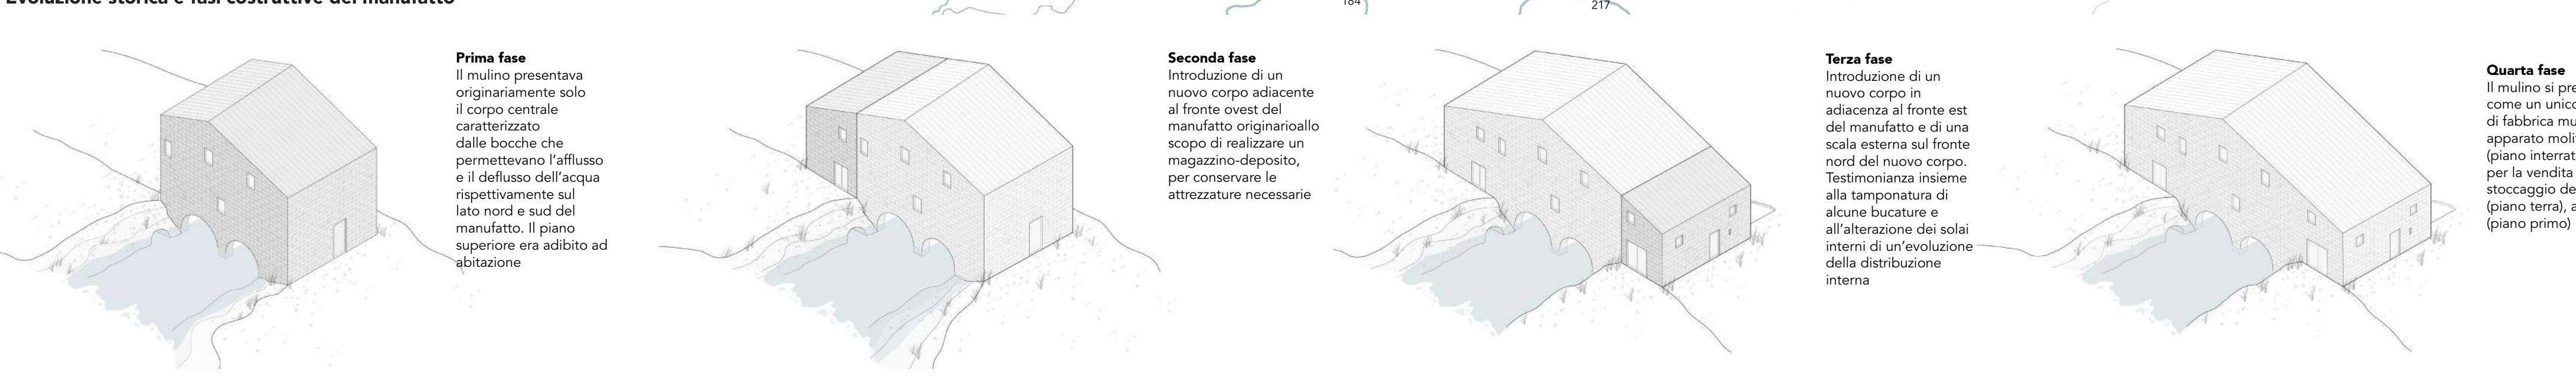 Evoluzione storica e fasi costruttive del manufatto
184
217
Prima fase
Il mulino presentava
originariamente solo
il corpo centrale
caratterizzato
dalle bocche che
permettevano l'afflusso
e il deflusso dell'acqua
rispettivamente sul
lato nord e sud del
manufatto. Il piano
superiore era adibito ad
abitazione
Seconda fase
Introduzione di un
nuovo corpo adiacente
al fronte ovest del
manufatto originarioallo
scopo di realizzare un
magazzino-deposito,
per conservare le
attrezzature necessarie
Terza fase
Introduzione di un
nuovo corpo in
adiacenza al fronte est
del manufatto e di una
scala esterna sul fronte
nord del nuovo corpo.
Testimonianza insieme
alla tamponatura di
alcune bucature e
all'alterazione dei solai
interni di un'evoluzione
della distribuzione
interna
Quarta fase
Il mulino si pre
come un unico
di fabbrica mu
apparato molit
(piano interrat
per la vendita
stoccaggio de
(piano terra), a
(piano primo)